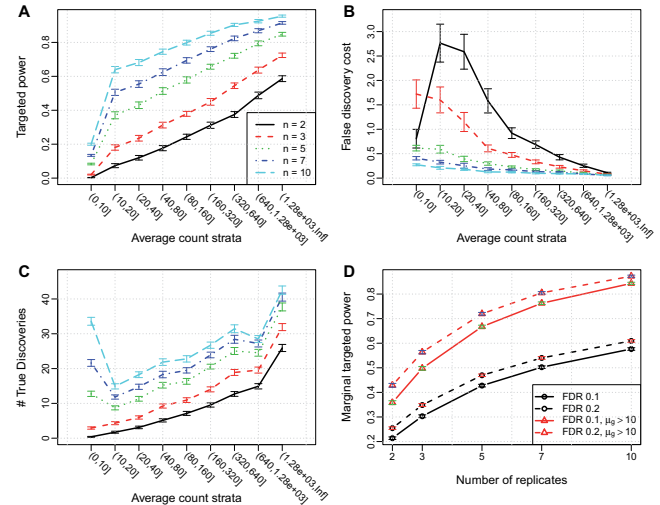 A
Targeted power
0.0
0.2
0.4
0.6
0.8
n = 2
n = 3
n = 5
n = 7
n = 10
(0,10]
(10,20]
(20,40]
(40,80]
(80,160]
(160,320]
(320,640]
(640,1.28e+03]
(1.28e+03,Inf]
Average count strata
B
False discovery cost
0.0
0.5
1.0
1.5
2.0
2.5
3.0
(0,10]
(10,20]
(20,40]
(40,80]
(80,160]
(160,320]
(320,640]
(640,1.28e+03]
(1.28e+03,Inf]
Average count strata
C
# True Discoveries
0
10
20
30
40
(0,10]
(10,20]
(20,40]
(40,80]
(80,160]
(160,320]
(320,640]
(640,1.28e+03]
(1.28e+03,Inf]
Average count strata
D
Marginal targeted power
0.2
0.3
0.4
0.5
0.6
0.7
0.8
FDR 0.1
FDR 0.2
FDR 0.1, μg > 10
FDR 0.2, μg > 10
2
3
5
7
10
Number of replicates